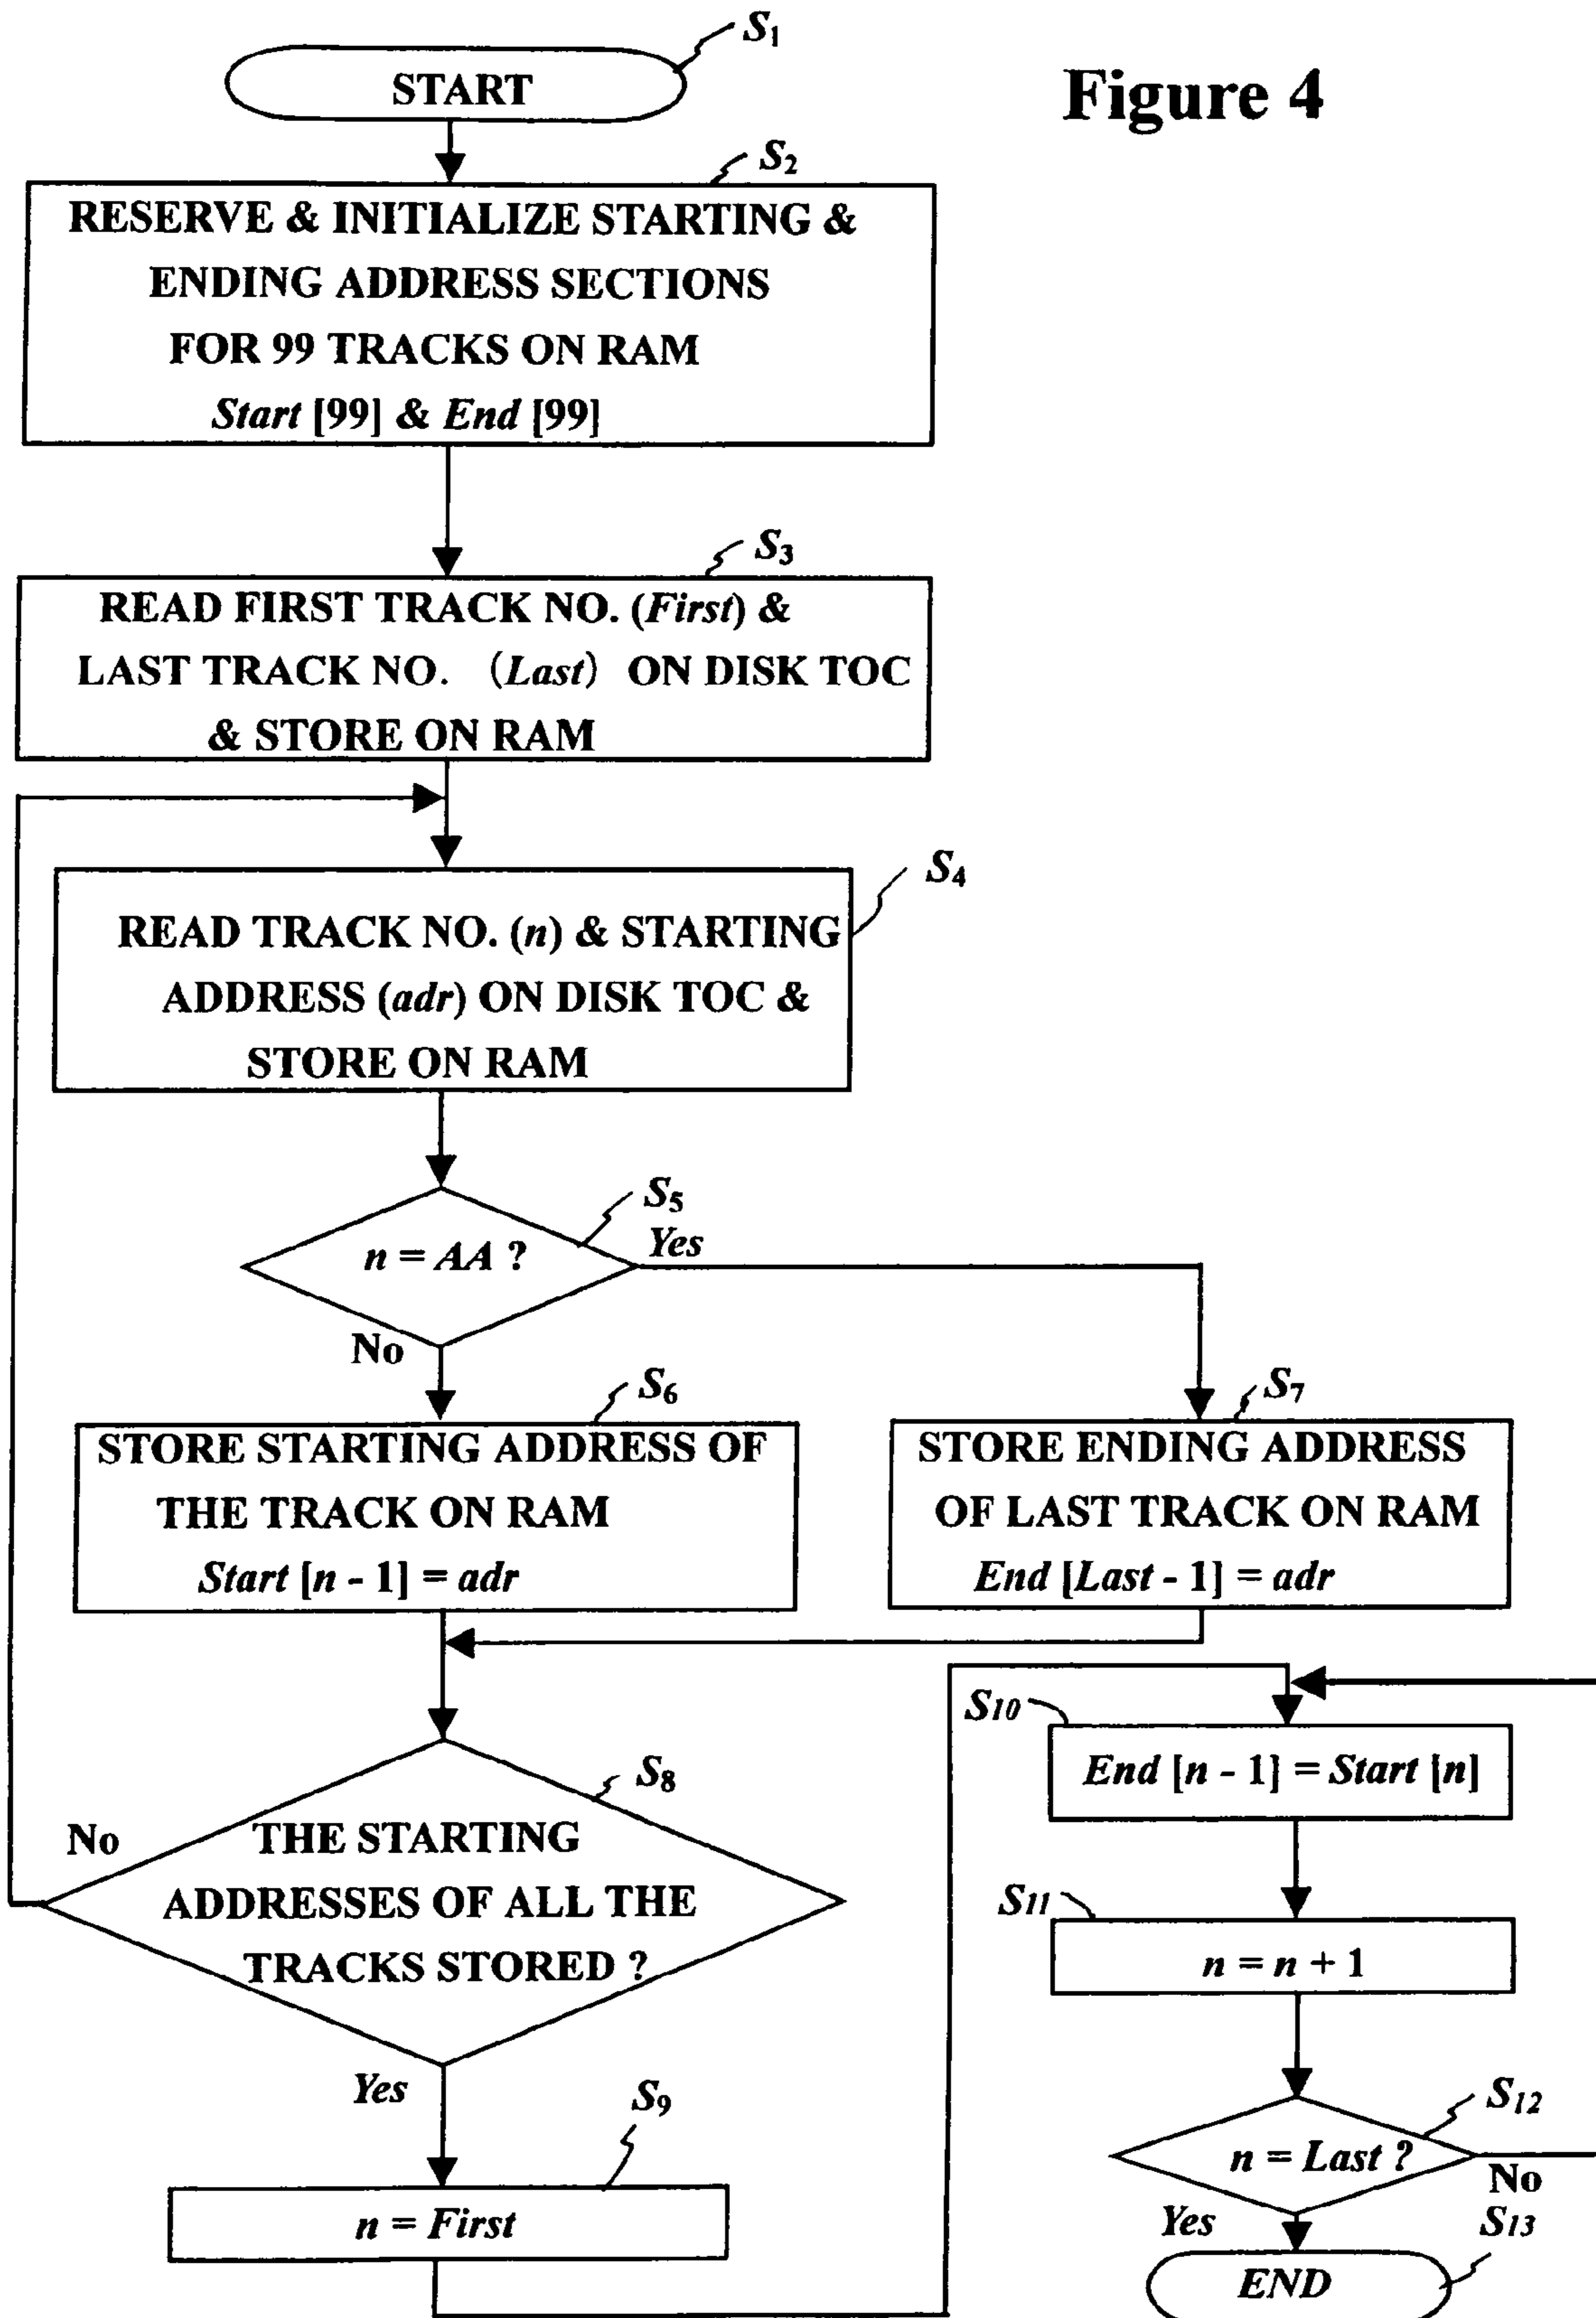 Figure 4
S1
START
S2
RESERVE & INITIALIZE STARTING &
ENDING ADDRESS SECTIONS
FOR 99 TRACKS ON RAM
Start [99] & End [99]
S3
READ FIRST TRACK NO. (First) &
LAST TRACK NO. (Last) ON DISK TOC
& STORE ON RAM
S4
READ TRACK NO. (n) & STARTING
ADDRESS (adr) ON DISK TOC &
STORE ON RAM
S5
n = AA ?
Yes
No
S6
STORE STARTING ADDRESS OF
THE TRACK ON RAM
Start [n - 1] = adr
S7
STORE ENDING ADDRESS
OF LAST TRACK ON RAM
End [Last - 1] = adr
S8
No
THE STARTING
ADDRESSES OF ALL THE
TRACKS STORED ?
Yes
S9
n = First
S10
End [n - 1] = Start [n]
S11
n = n + 1
S12
n = Last ?
No
Yes
S13
END